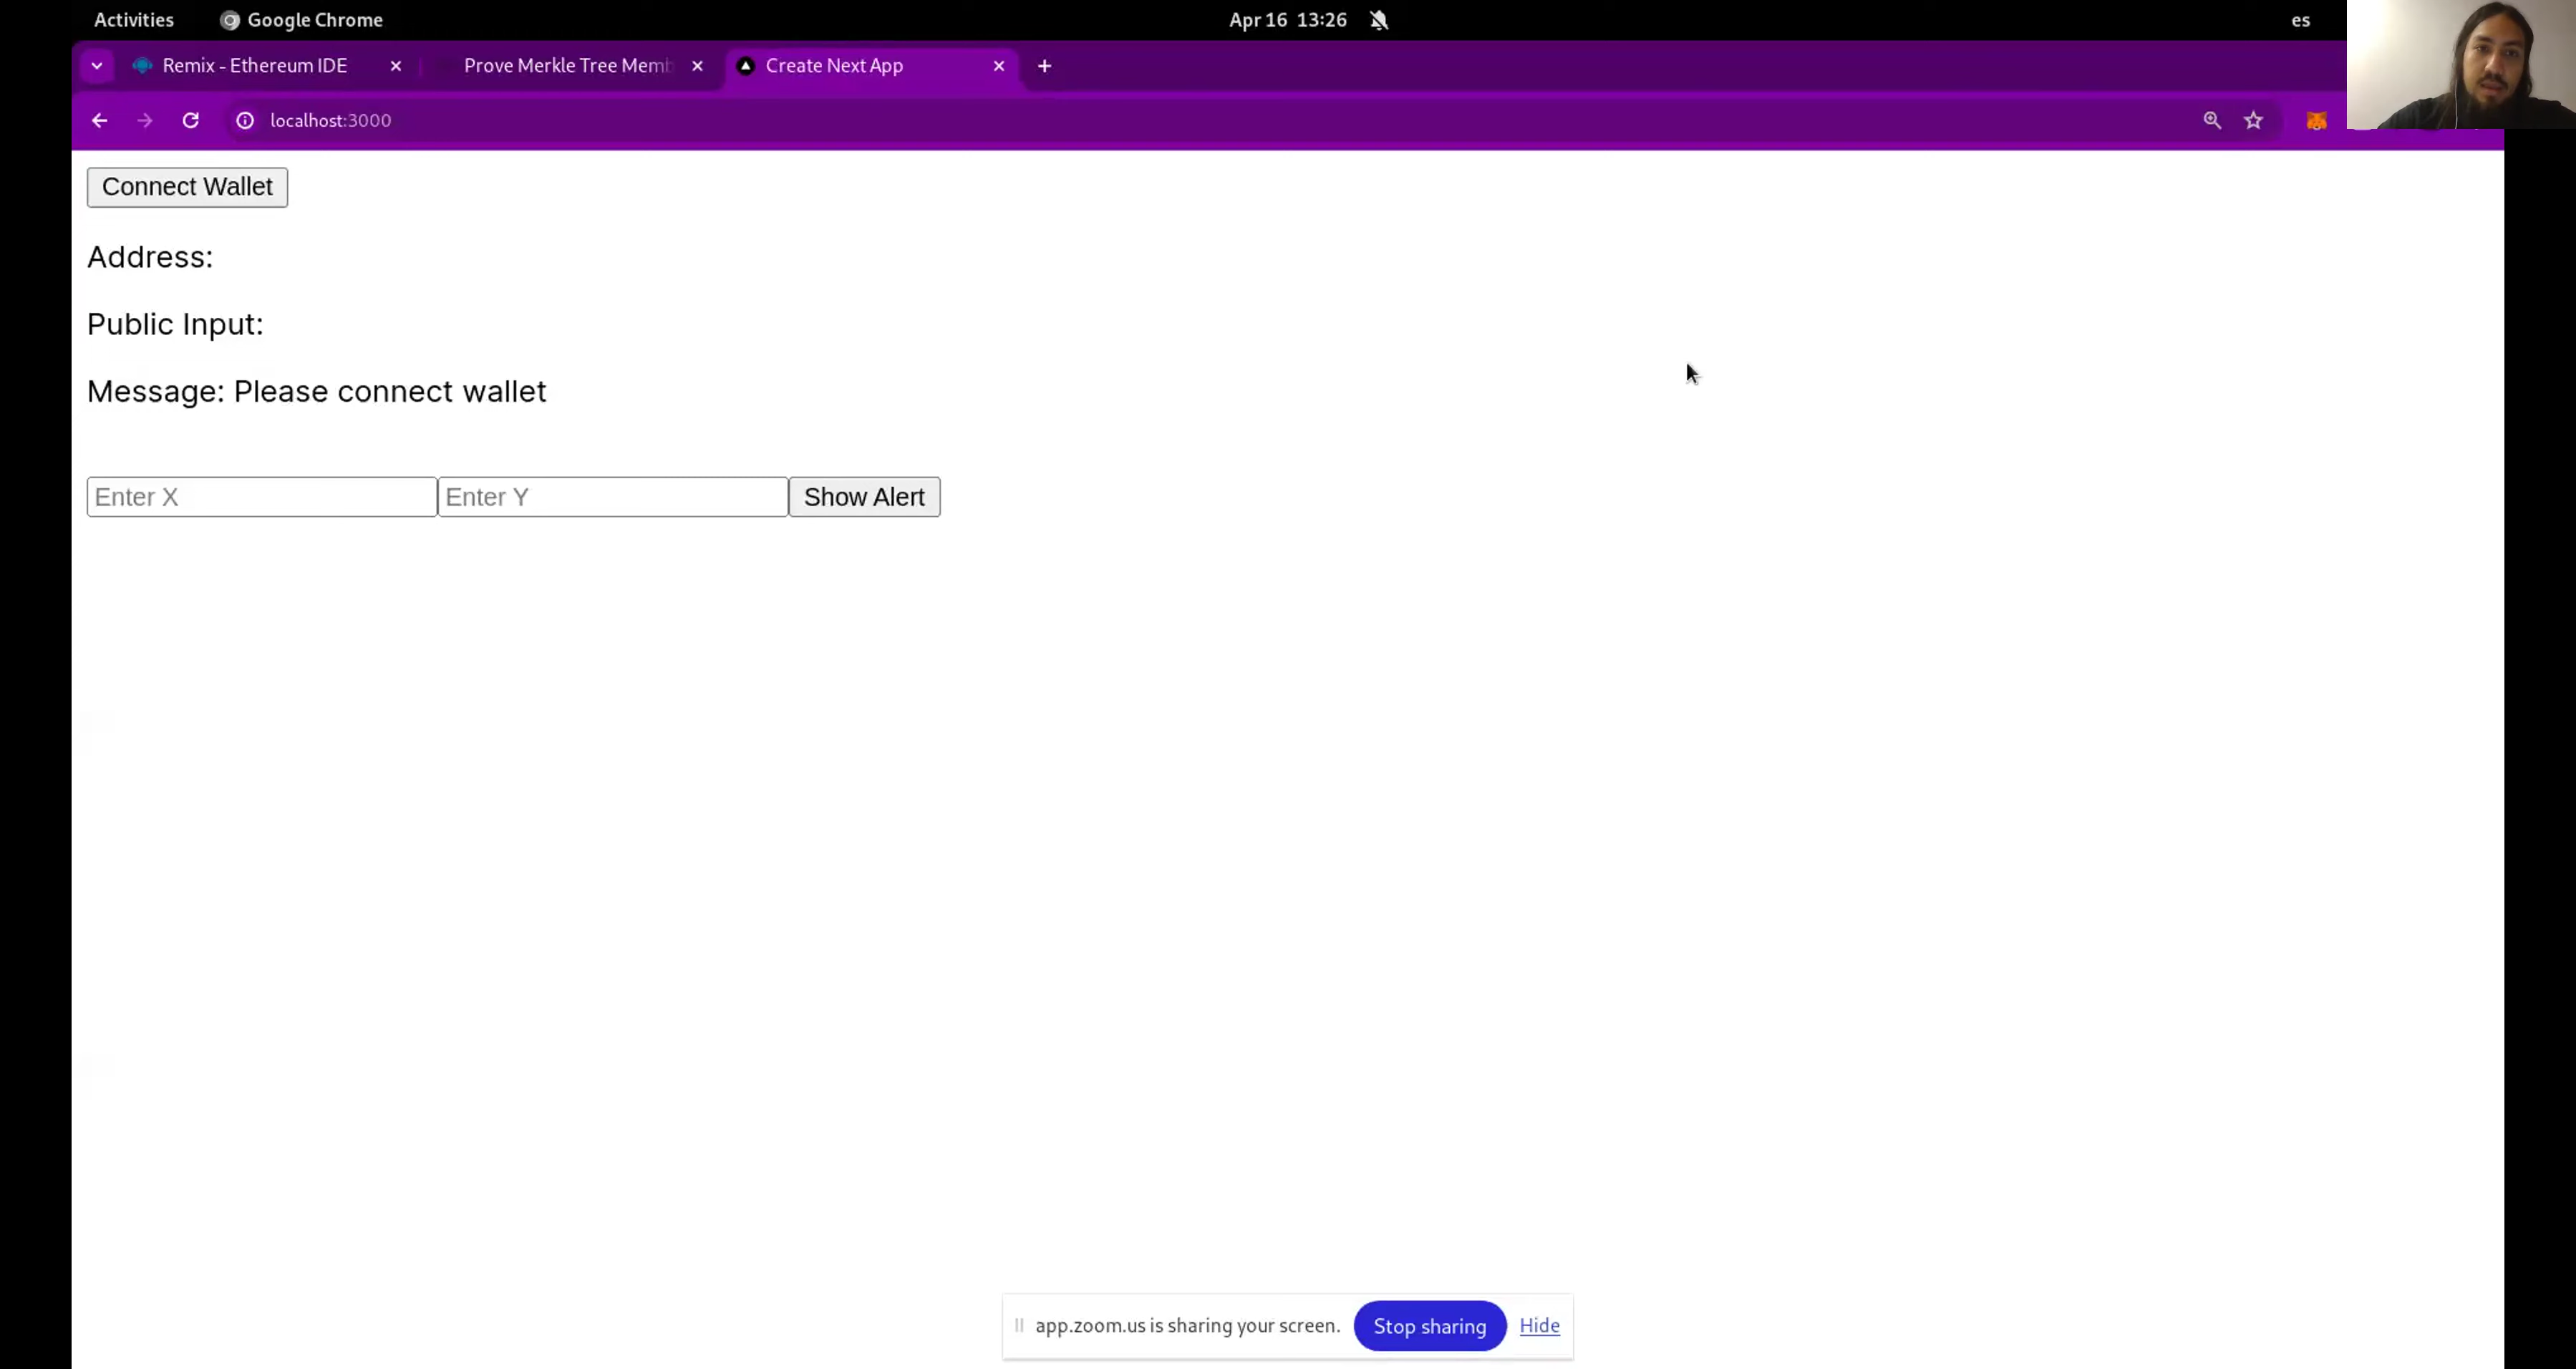 Activities Google Chrome Apr 16 13:26 es
Remix - Ethereum IDE Prove Merkle Tree Memb Create Next App
localhost:3000
Connect Wallet
Address:
Public Input:
Message: Please connect wallet
Enter X Enter Y Show Alert
app.zoom.us is sharing your screen. Stop sharing Hide